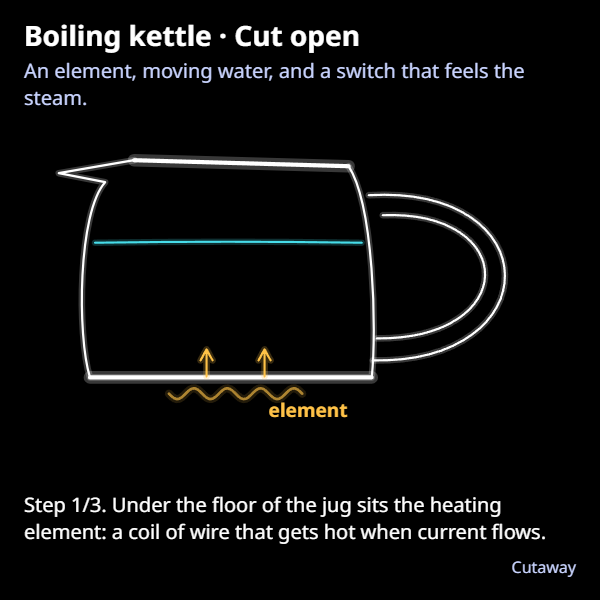 Boiling kettle · Cut open
An element, moving water, and a switch that feels the
steam.
element
Step 1/3. Under the floor of the jug sits the heating
element: a coil of wire that gets hot when current flows.
Cutaway